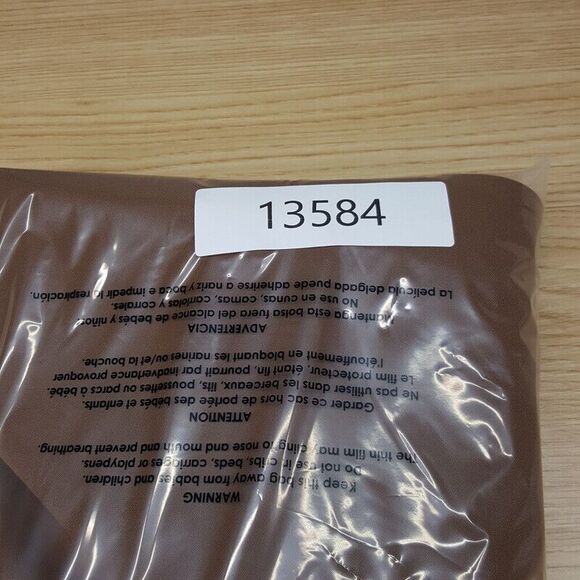 13584
WARNING
Keep this bag away from babies and children.
Do not use in cribs, beds, carriages or playpens.
The thin film may cling to nose and mouth and prevent breathing.
ATTENTION
Garder ce sac hors de portée des bébés et enfants.
Ne pas utiliser dans les berceaux, lits, poussettes ou parcs à bébé.
Le film protecteur, fin, pourrait par inadvertance provoquer
l'étouffement en bloquant les narines ou/et la bouche.
ADVERTENCIA
Mantenga esta bolsa fuera del alcance de bebés y niños.
No use en cunas, camas, carriolas y corrales.
La película delgada puede adherirse a nariz y boca e impedir la respiración.